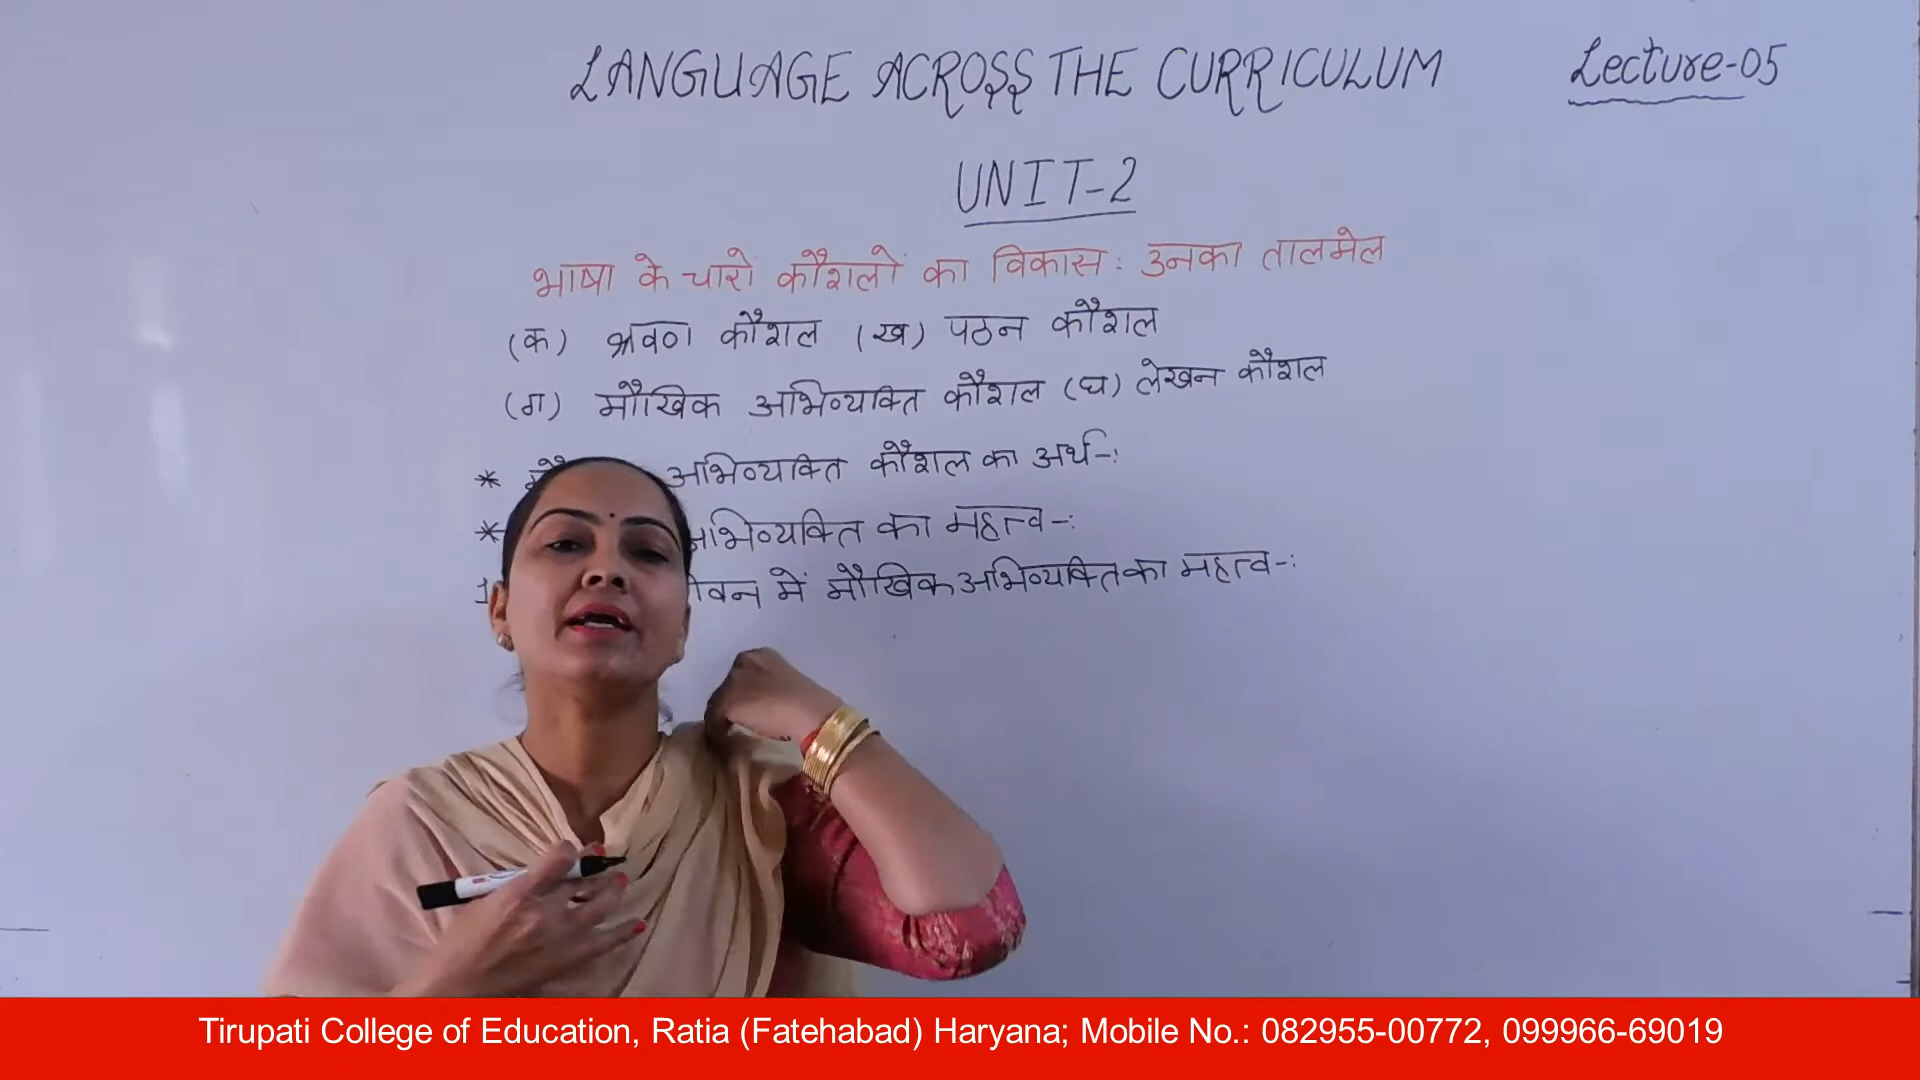 LANGUAGE ACROSS THE CURRICULUM Lecture-05
UNIT-2
भाषा के चारों कौशलों का विकास: उनका तालमेल
(क) श्रवण कौशल (ख) पठन कौशल
(ग) मौखिक अभिव्यक्ति कौशल (घ) लेखन कौशल
* अभिव्यक्ति कौशल का अर्थ-:
* अभिव्यक्ति का महत्व-:
1 में मौखिक अभिव्यक्ति का महत्व-:
Tirupati College of Education, Ratia (Fatehabad) Haryana; Mobile No.: 082955-00772, 099966-69019